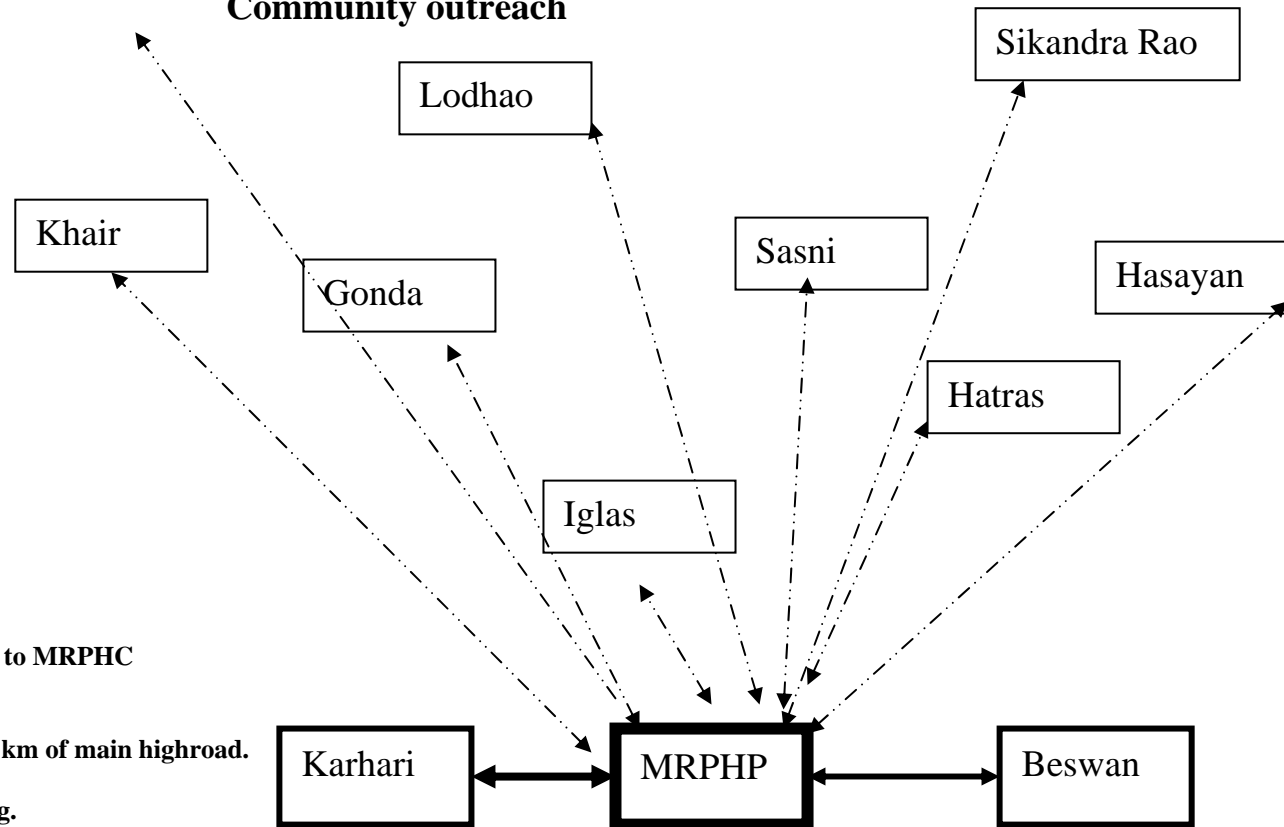 Community outreach
Sikandra Rao
Lodhao
Khair
Sasni
Gonda
Hasayan
Hatras
Iglas
to MRPHC
km of main highroad.
Karhari
MRPHP
Beswan
g.